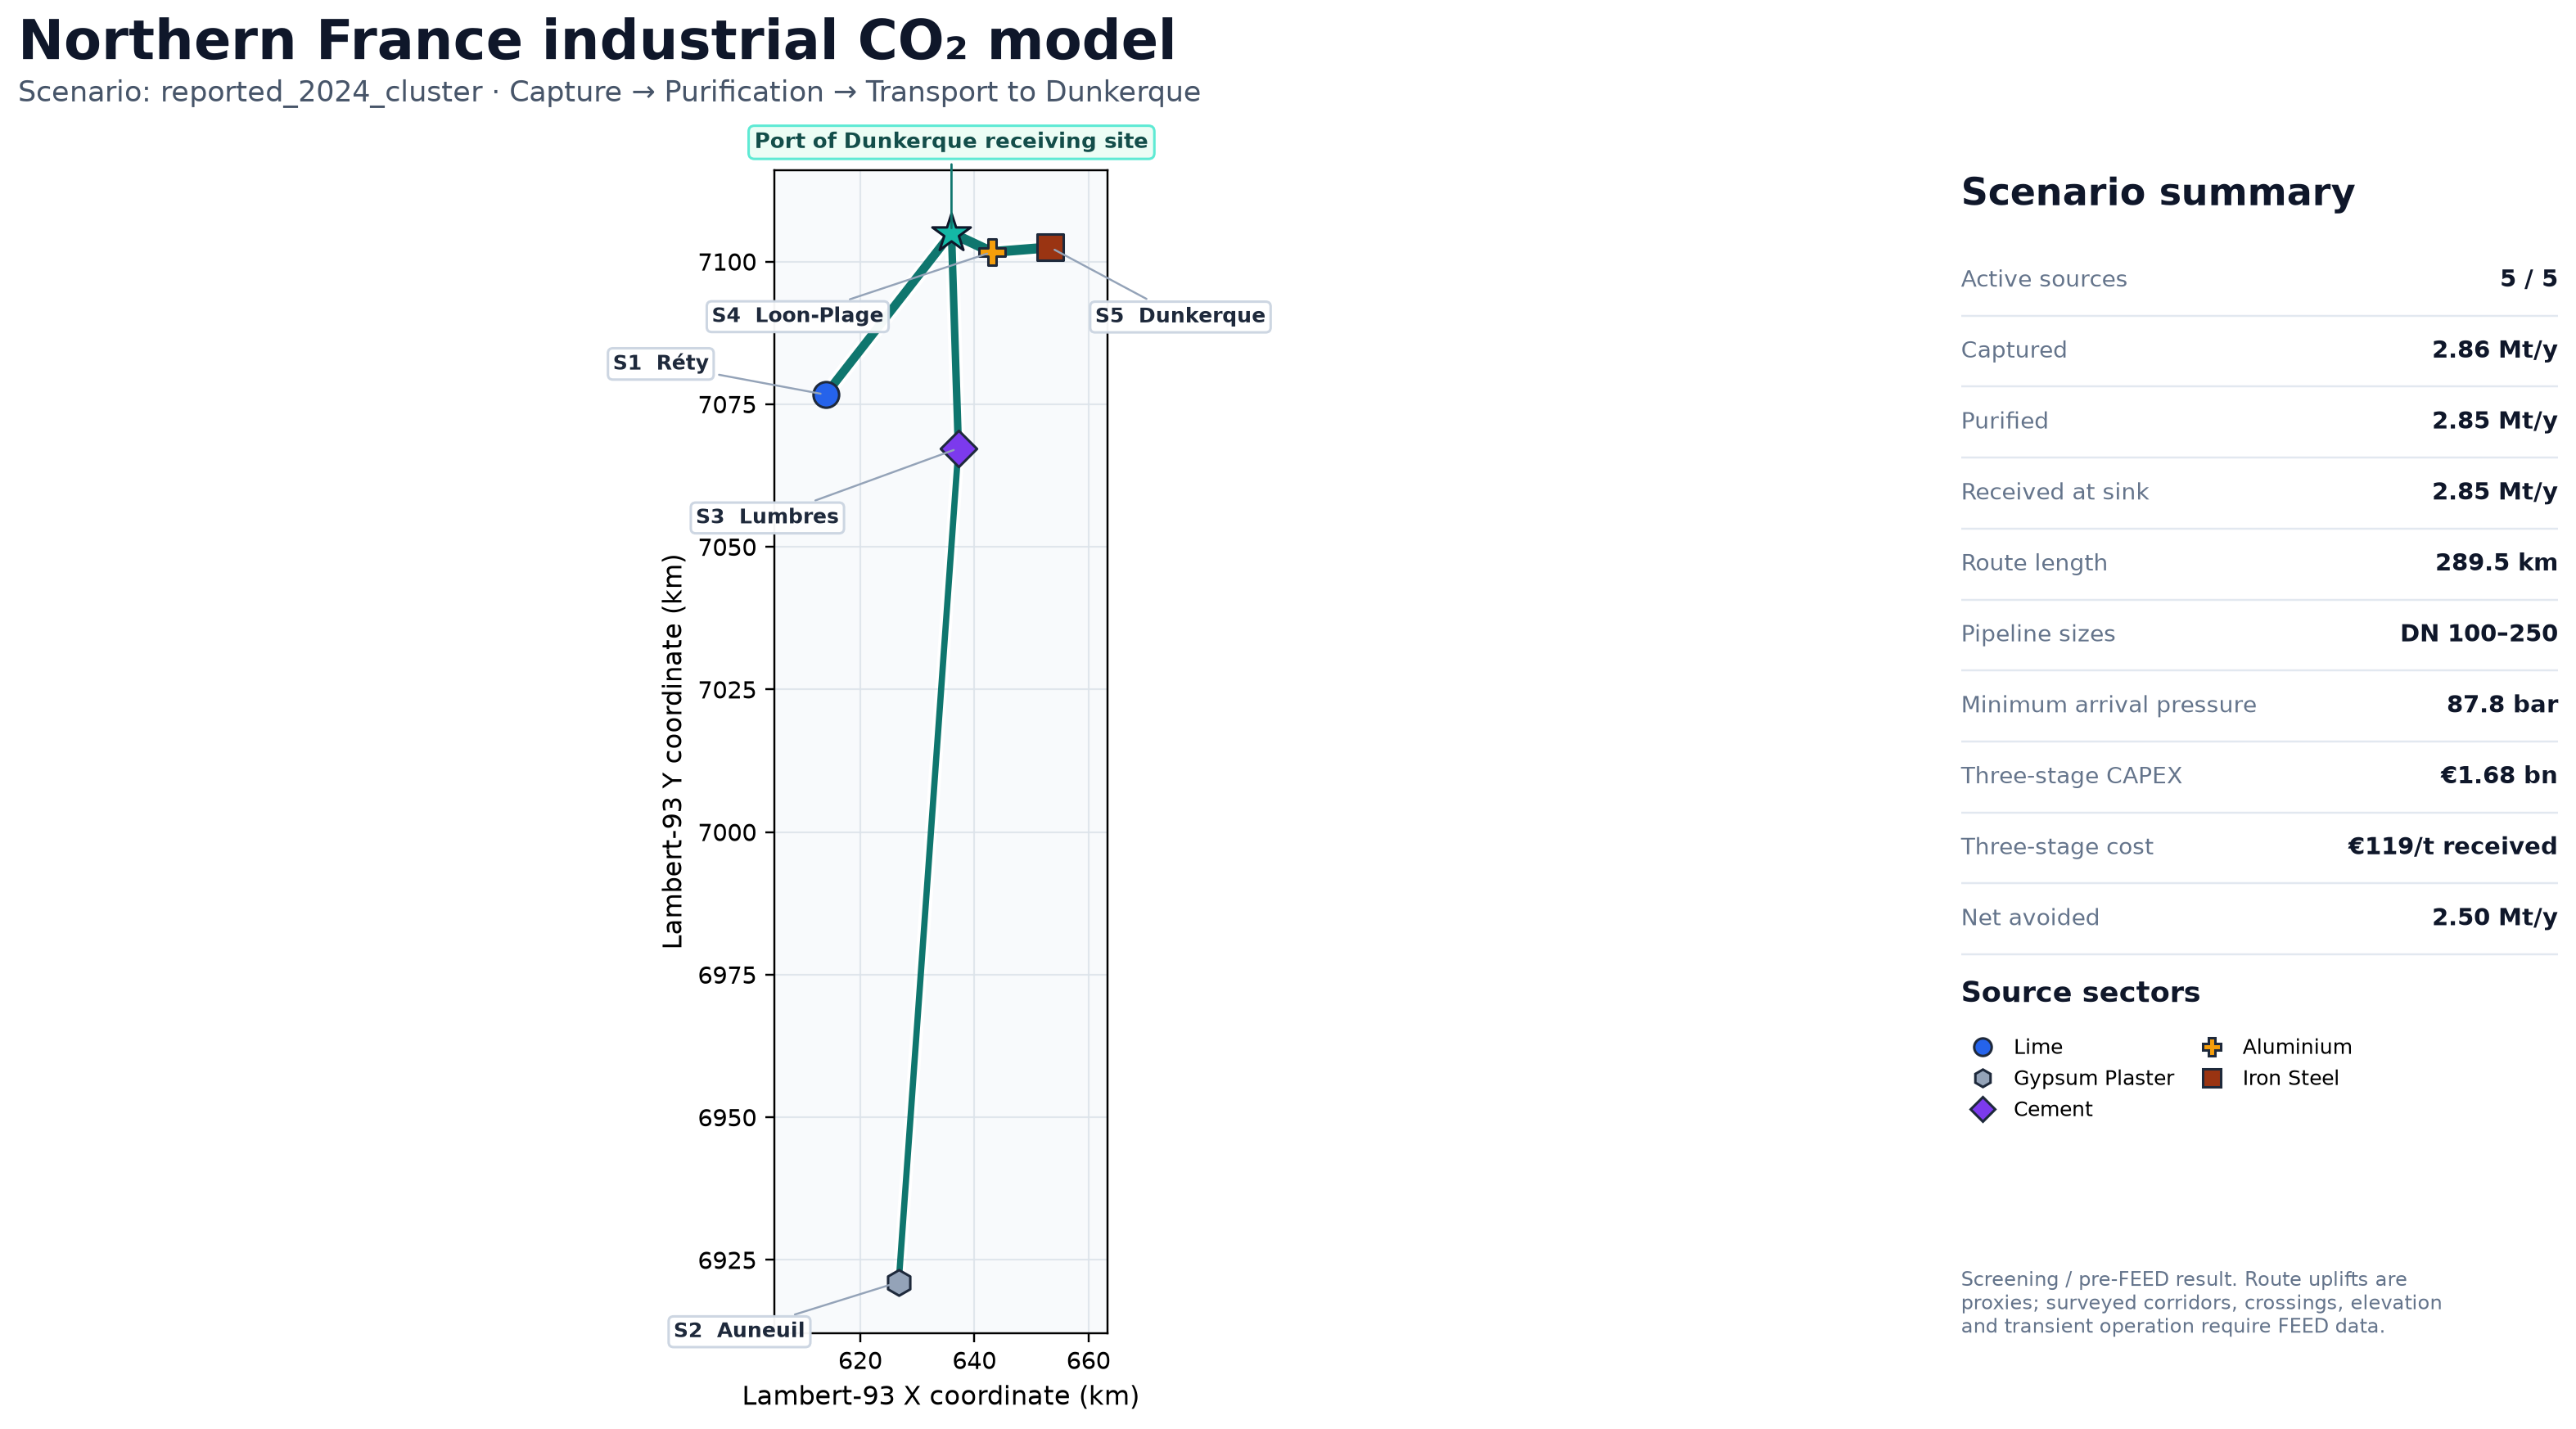 Northern France industrial CO₂ model
Scenario: reported_2024_cluster · Capture → Purification → Transport to Dunkerque
Port of Dunkerque receiving site
S4  Loon-Plage
S5  Dunkerque
S1  Réty
S3  Lumbres
S2  Auneuil
7100
7075
7050
7025
7000
6975
6950
6925
Lambert-93 Y coordinate (km)
620 640 660
Lambert-93 X coordinate (km)
Scenario summary
Active sources 5 / 5
Captured 2.86 Mt/y
Purified 2.85 Mt/y
Received at sink 2.85 Mt/y
Route length 289.5 km
Pipeline sizes DN 100–250
Minimum arrival pressure 87.8 bar
Three-stage CAPEX €1.68 bn
Three-stage cost €119/t received
Net avoided 2.50 Mt/y
Source sectors
Lime Aluminium
Gypsum Plaster Iron Steel
Cement
Screening / pre-FEED result. Route uplifts are
proxies; surveyed corridors, crossings, elevation
and transient operation require FEED data.